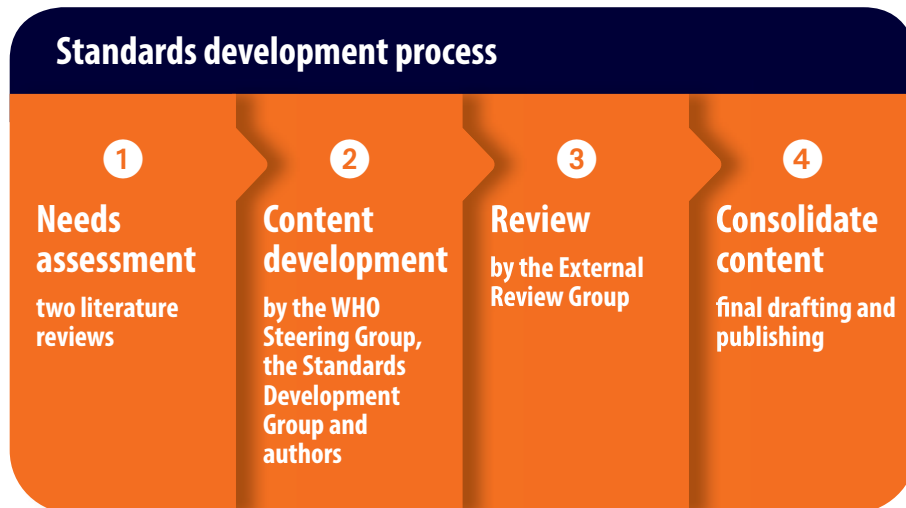 Standards development process
1
Needs
assessment
two literature
reviews
2
Content
development
by the WHO
Steering Group,
the Standards
Development
Group and
authors
3
Review
by the External
Review Group
4
Consolidate
content
final drafting and
publishing